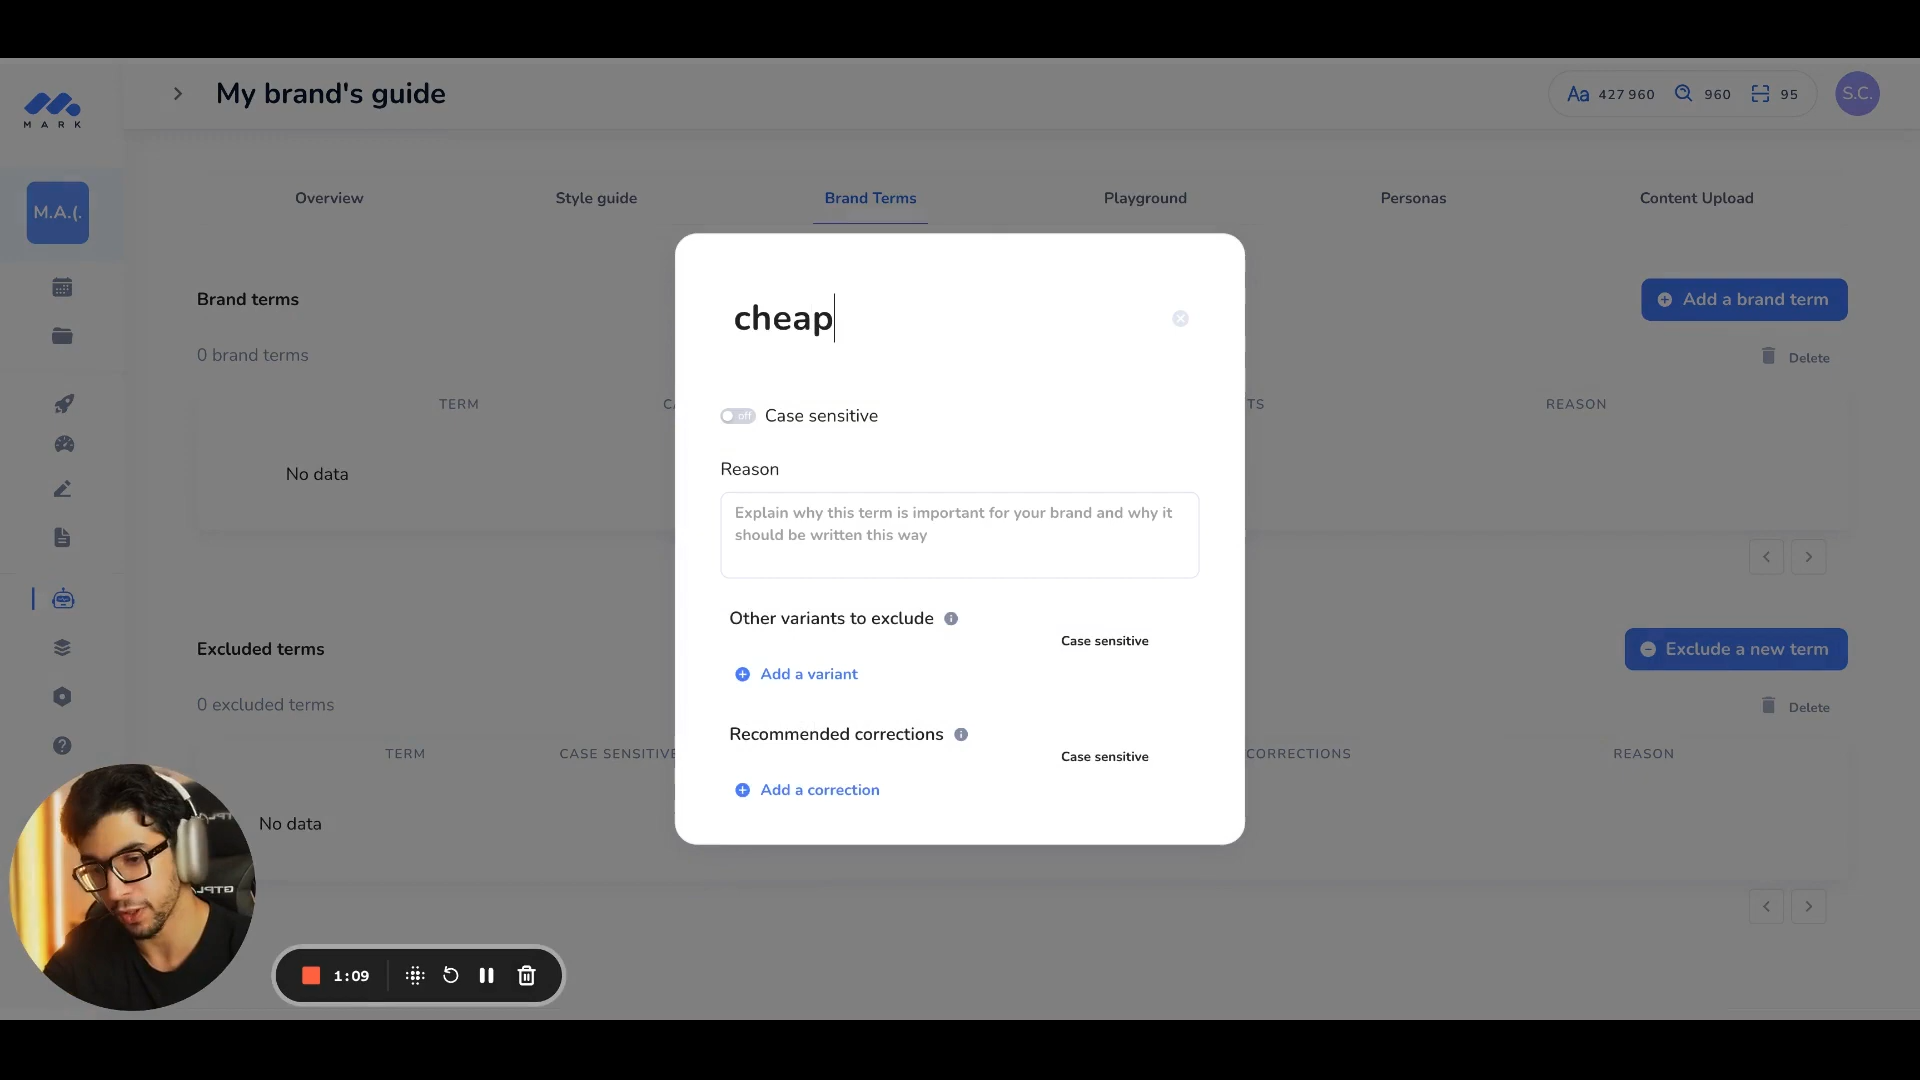 MARK
My brand's guide
Aa 427 960 960 95
S.C.
M.A.(.
Overview
Style guide
Brand Terms
Playground
Personas
Content Upload
Brand terms
Add a brand term
0 brand terms
Delete
TERM
CA
TS
REASON
No data
cheap
off Case sensitive
Reason
Explain why this term is important for your brand and why it
should be written this way
Other variants to exclude
Case sensitive
Add a variant
Recommended corrections
Case sensitive
Add a correction
Excluded terms
Exclude a new term
0 excluded terms
Delete
TERM
CASE SENSITIVE
CORRECTIONS
REASON
No data
1:09